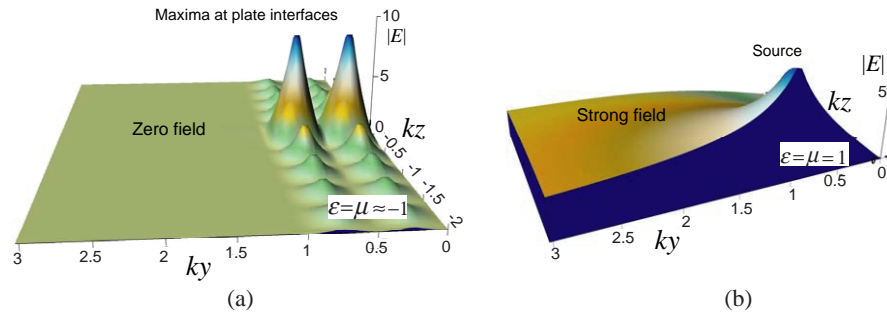 Maxima at plate interfaces
10
|E|
5
0
Zero field
kz
-0.5
-1
-1.5
-2
ε=μ≈−1
3
2.5
2
1.5
1
0.5
0
ky
(a)
Source
|E|
5
kz
Strong field
ε=μ=1
0
0.5
1
1.5
2
2.5
3
ky
(b)